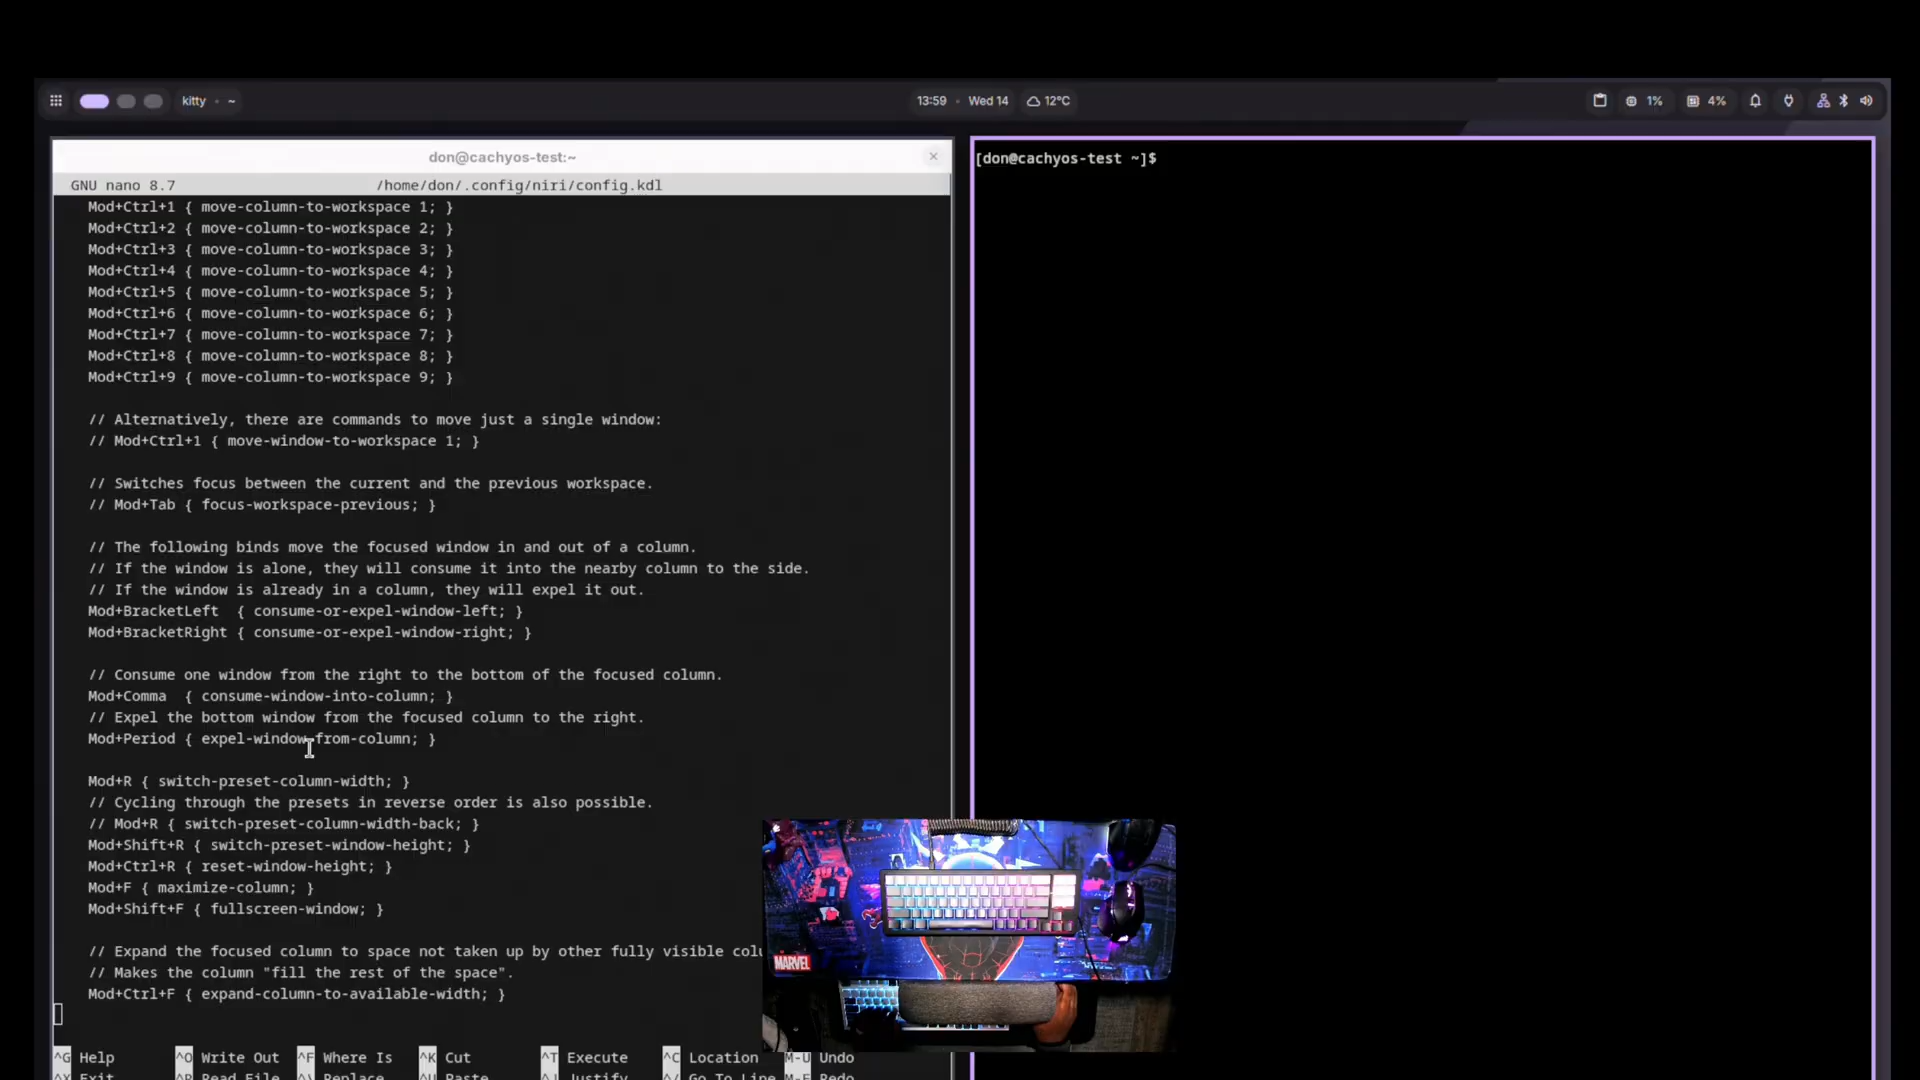 kitty · ~
13:59 · Wed 14
12°C
1%
4%
don@cachyos-test:~
GNU nano 8.7 /home/don/.config/niri/config.kdl
Mod+Ctrl+1 { move-column-to-workspace 1; }
Mod+Ctrl+2 { move-column-to-workspace 2; }
Mod+Ctrl+3 { move-column-to-workspace 3; }
Mod+Ctrl+4 { move-column-to-workspace 4; }
Mod+Ctrl+5 { move-column-to-workspace 5; }
Mod+Ctrl+6 { move-column-to-workspace 6; }
Mod+Ctrl+7 { move-column-to-workspace 7; }
Mod+Ctrl+8 { move-column-to-workspace 8; }
Mod+Ctrl+9 { move-column-to-workspace 9; }
// Alternatively, there are commands to move just a single window:
// Mod+Ctrl+1 { move-window-to-workspace 1; }
// Switches focus between the current and the previous workspace.
// Mod+Tab { focus-workspace-previous; }
// The following binds move the focused window in and out of a column.
// If the window is alone, they will consume it into the nearby column to the side.
// If the window is already in a column, they will expel it out.
Mod+BracketLeft { consume-or-expel-window-left; }
Mod+BracketRight { consume-or-expel-window-right; }
// Consume one window from the right to the bottom of the focused column.
Mod+Comma { consume-window-into-column; }
// Expel the bottom window from the focused column to the right.
Mod+Period { expel-window-from-column; }
Mod+R { switch-preset-column-width; }
// Cycling through the presets in reverse order is also possible.
// Mod+R { switch-preset-column-width-back; }
Mod+Shift+R { switch-preset-window-height; }
Mod+Ctrl+R { reset-window-height; }
Mod+F { maximize-column; }
Mod+Shift+F { fullscreen-window; }
// Expand the focused column to space not taken up by other fully visible colu
// Makes the column "fill the rest of the space".
Mod+Ctrl+F { expand-column-to-available-width; }
^G Help ^O Write Out ^F Where Is ^K Cut ^T Execute ^C Location M-U Undo
^X Exit ^R Read File ^\ Replace ^U Paste ^J Justify ^/ Go To Line M-E Redo
[don@cachyos-test ~]$
MARVEL